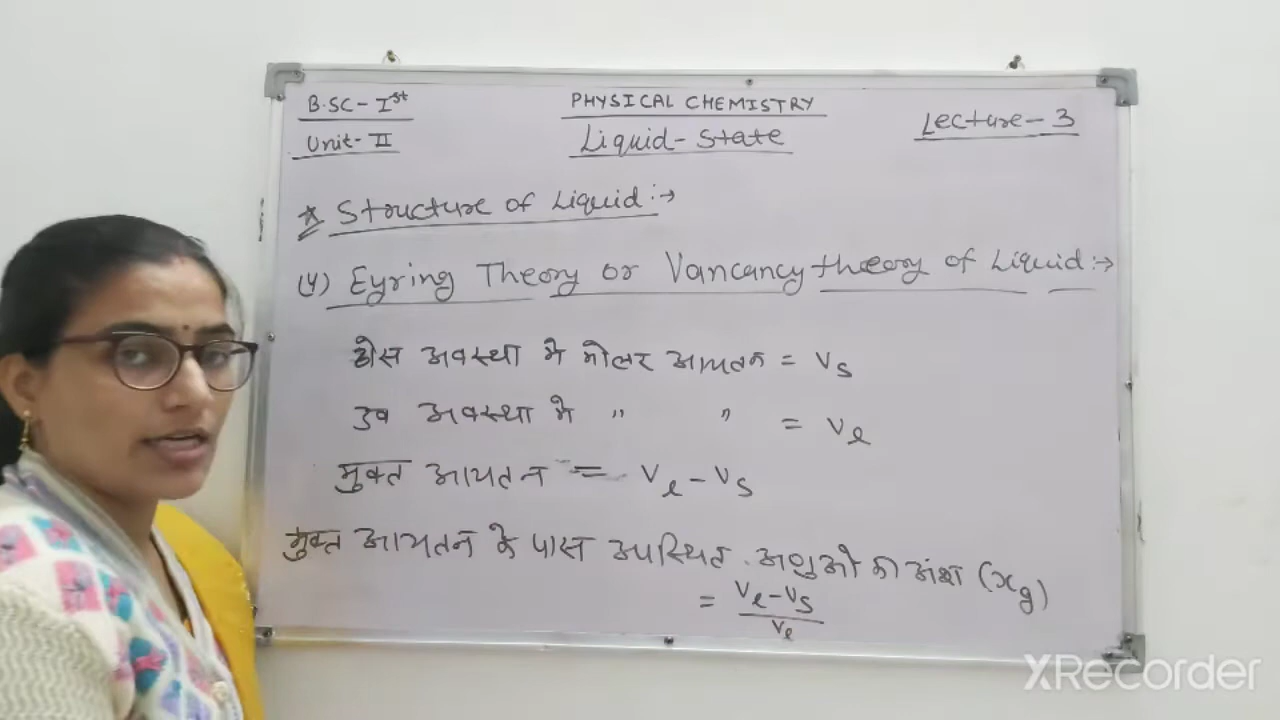 B.SC-Ist
PHYSICAL CHEMISTRY
Lecture-3
Unit-II
Liquid-State
* Structure of Liquid:→
(4) Eyring Theory or Vancancy theory of Liquid:→
ठोस अवस्था मे मोलर आयतन = Vs
द्रव अवस्था मे " " = Vl
मुक्त आयतन = Vl-Vs
मुक्त आयतन के पास उपस्थित अणुओ का अंश (xg)
= Vl-Vs/Vl
XRecorder